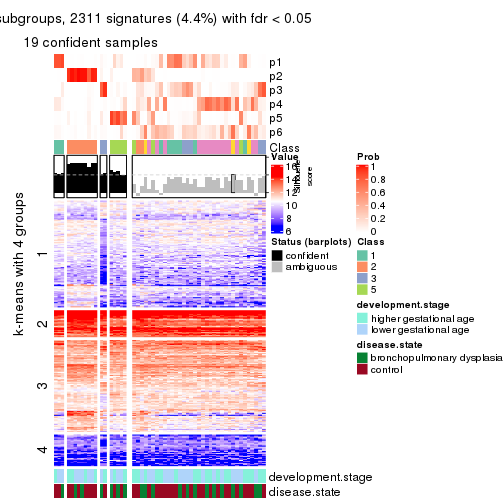 subgroups, 2311 signatures (4.4%) with fdr < 0.05
19 confident samples
p1
p2
p3
p4
p5
p6
Class
Silhouette
score
k-means with 4 groups
1
2
3
4
Value
16
14
12
10
8
6
Status (barplots)
confident
ambiguous
Prob
1
0.8
0.6
0.4
0.2
0
Class
1
2
3
5
development.stage
higher gestational age
lower gestational age
disease.state
bronchopulmonary dysplasia
control
development.stage
disease.state